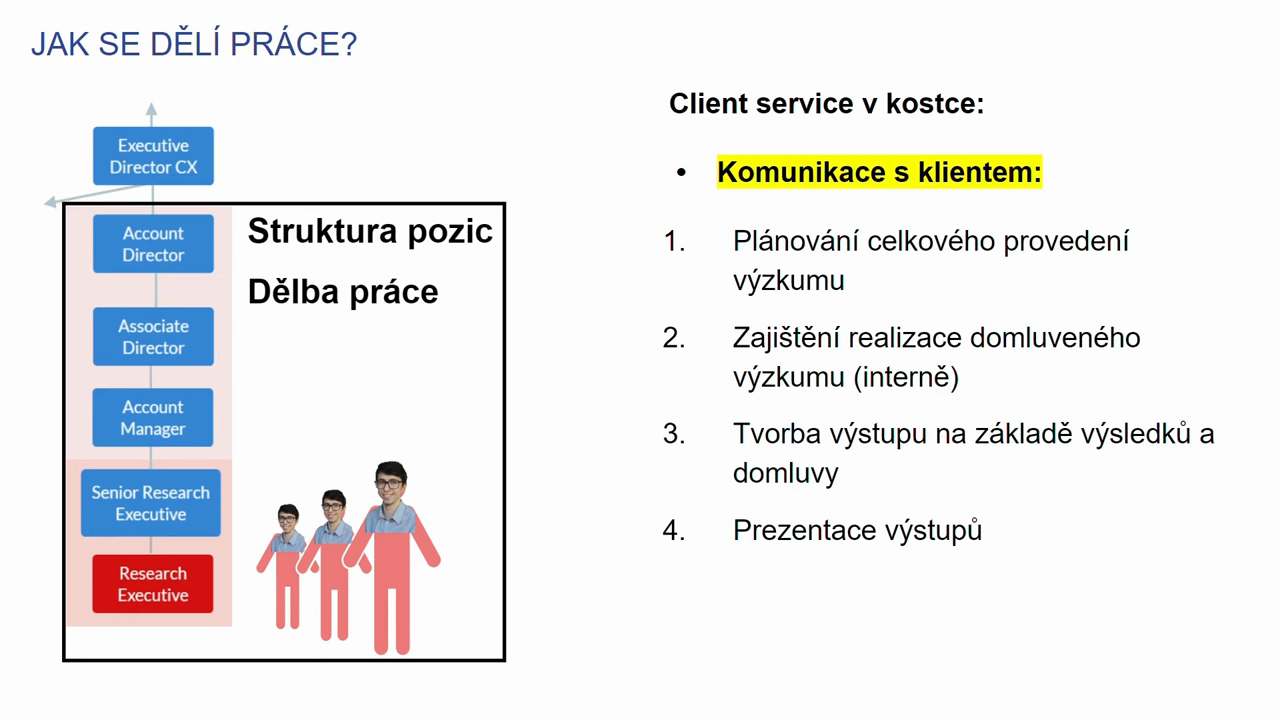 JAK SE DĚLÍ PRÁCE?
Executive
Director CX
Account
Director
Associate
Director
Account
Manager
Senior Research
Executive
Research
Executive
Struktura pozic
Dělba práce
Client service v kostce:
• Komunikace s klientem:
1. Plánování celkového provedení
výzkumu
2. Zajištění realizace domluveného
výzkumu (interně)
3. Tvorba výstupu na základě výsledků a
domluvy
4. Prezentace výstupů